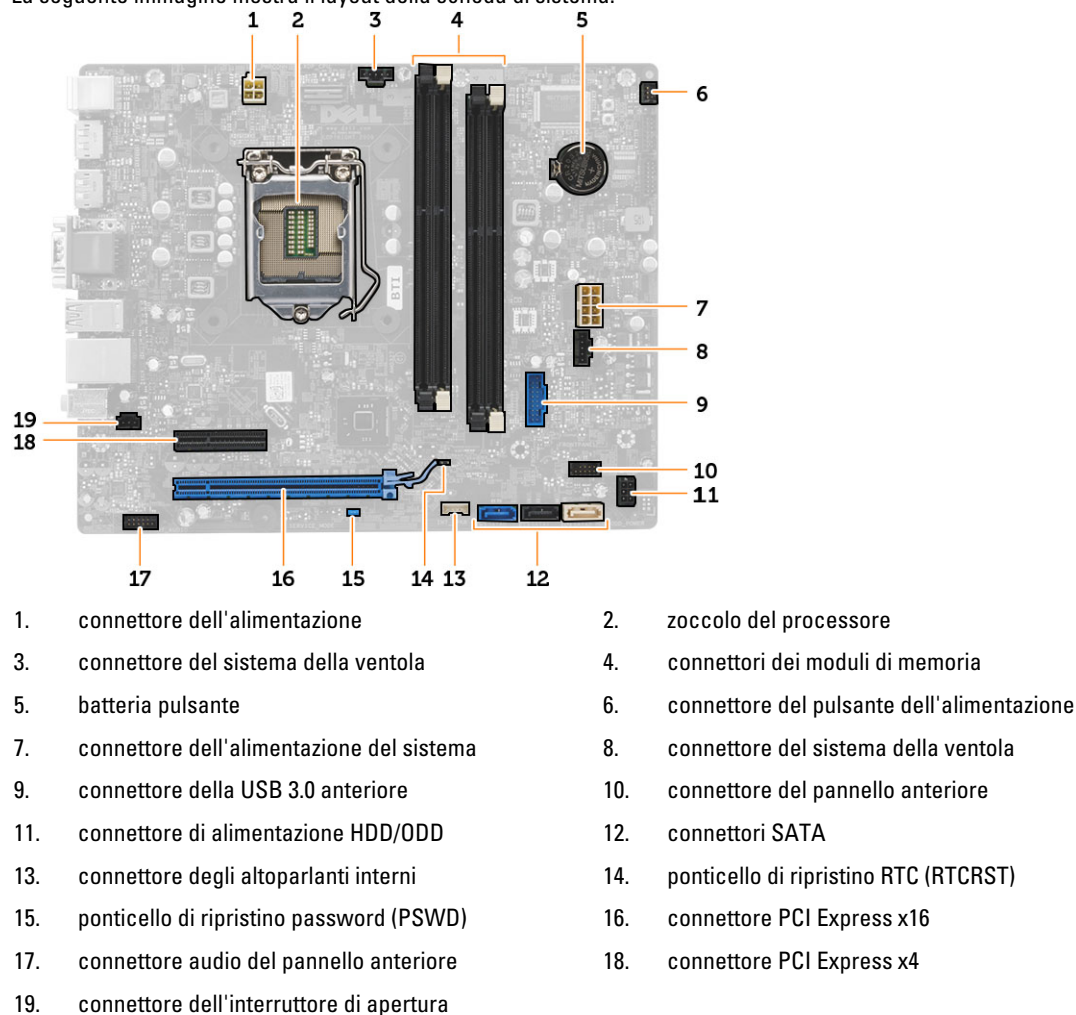 La seguente immagine mostra il layout della scheda di sistema:
1 2 3 4 5
6
DELL
BT1
7
8
9
19
18
10
11
17 16 15 14 13 12
1. connettore dell'alimentazione 2. zoccolo del processore
3. connettore del sistema della ventola 4. connettori dei moduli di memoria
5. batteria pulsante 6. connettore del pulsante dell'alimentazione
7. connettore dell'alimentazione del sistema 8. connettore del sistema della ventola
9. connettore della USB 3.0 anteriore 10. connettore del pannello anteriore
11. connettore di alimentazione HDD/ODD 12. connettori SATA
13. connettore degli altoparlanti interni 14. ponticello di ripristino RTC (RTCRST)
15. ponticello di ripristino password (PSWD) 16. connettore PCI Express x16
17. connettore audio del pannello anteriore 18. connettore PCI Express x4
19. connettore dell'interruttore di apertura